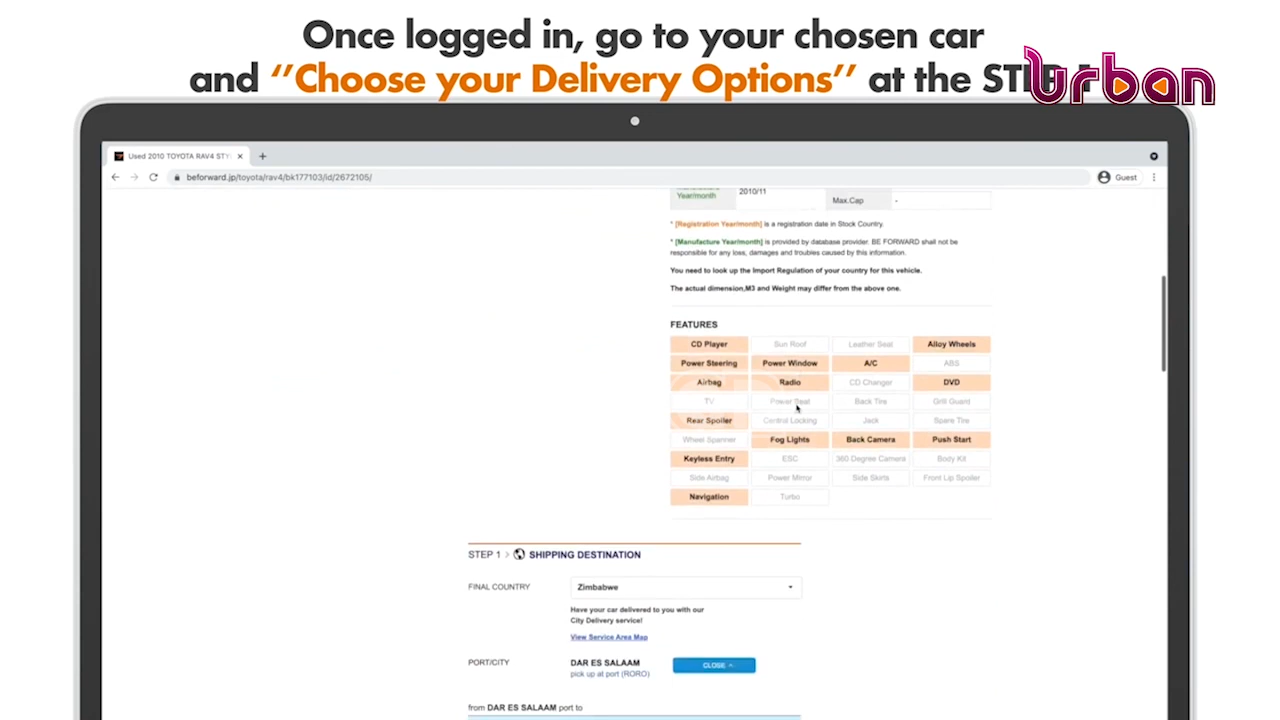 Once logged in, go to your chosen car
and ‘‘Choose your Delivery Options’’ at the STEP 1
urban
Used 2010 TOYOTA RAV4 STY
beforward.jp/toyota/rav4/bk177103/id/2672105/
Guest
Manufacture
Year/month
2010/11
Max.Cap
-
* [Registration Year/month] is a registration date in Stock Country.
* [Manufacture Year/month] is provided by database provider. BE FORWARD shall not be
responsible for any loss, damages and troubles caused by this information.
You need to look up the Import Regulation of your country for this vehicle.
The actual dimension,M3 and Weight may differ from the above one.
FEATURES
CD Player Sun Roof Leather Seat Alloy Wheels
Power Steering Power Window A/C ABS
Airbag Radio CD Changer DVD
TV Power Seat Back Tire Grill Guard
Rear Spoiler Central Locking Jack Spare Tire
Wheel Spanner Fog Lights Back Camera Push Start
Keyless Entry ESC 360 Degree Camera Body Kit
Side Airbag Power Mirror Side Skirts Front Lip Spoiler
Navigation Turbo
STEP 1 > SHIPPING DESTINATION
FINAL COUNTRY
Zimbabwe
Have your car delivered to you with our
City Delivery service!
View Service Area Map
PORT/CITY
DAR ES SALAAM
pick up at port (RORO)
CLOSE
from DAR ES SALAAM port to